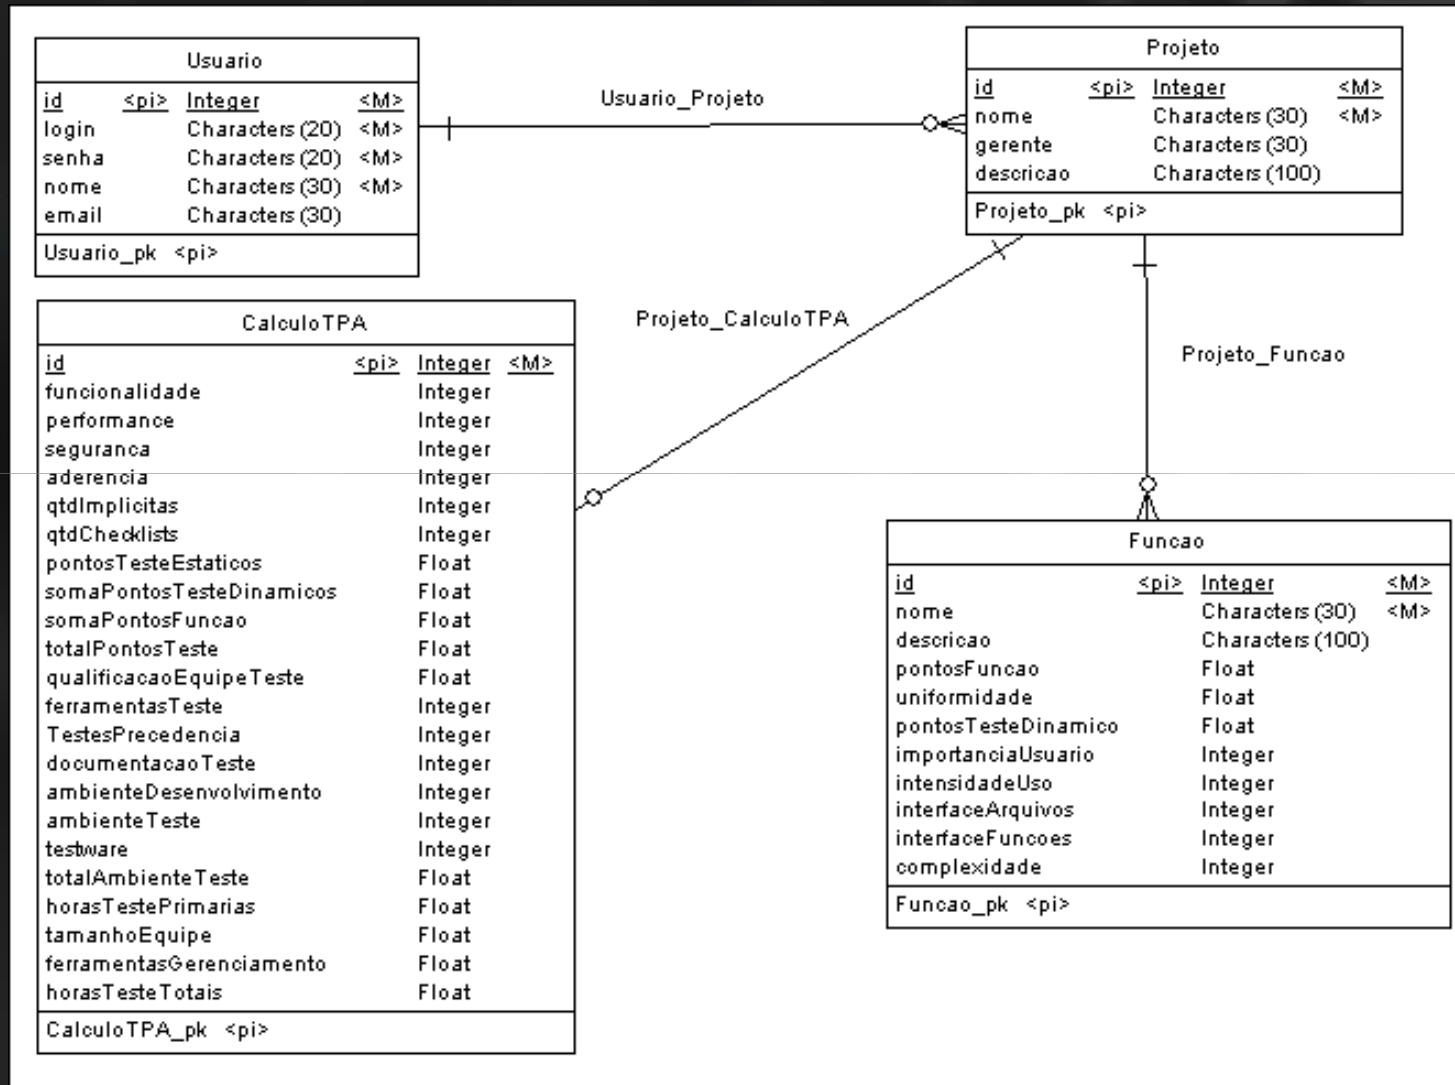 Usuario
id <pi> Integer <M>
login Characters (20) <M>
senha Characters (20) <M>
nome Characters (30) <M>
email Characters (30)
Usuario_pk <pi>
Usuario_Projeto
Projeto
id <pi> Integer <M>
nome Characters (30) <M>
gerente Characters (30)
descricao Characters (100)
Projeto_pk <pi>
Projeto_CalculoTPA
Projeto_Funcao
CalculoTPA
id <pi> Integer <M>
funcionalidade Integer
performance Integer
seguranca Integer
aderencia Integer
qtdImplicitas Integer
qtdChecklists Integer
pontosTesteEstaticos Float
somaPontosTesteDinamicos Float
somaPontosFuncao Float
totalPontosTeste Float
qualificacaoEquipeTeste Float
ferramentasTeste Integer
TestesPrecedencia Integer
documentacaoTeste Integer
ambienteDesenvolvimento Integer
ambienteTeste Integer
testware Integer
totalAmbienteTeste Float
horasTestePrimarias Float
tamanhoEquipe Float
ferramentasGerenciamento Float
horasTesteTotais Float
CalculoTPA_pk <pi>
Funcao
id <pi> Integer <M>
nome Characters (30) <M>
descricao Characters (100)
pontosFuncao Float
uniformidade Float
pontosTesteDinamico Float
importanciaUsuario Integer
intensidadeUso Integer
interfaceArquivos Integer
interfaceFuncoes Integer
complexidade Integer
Funcao_pk <pi>